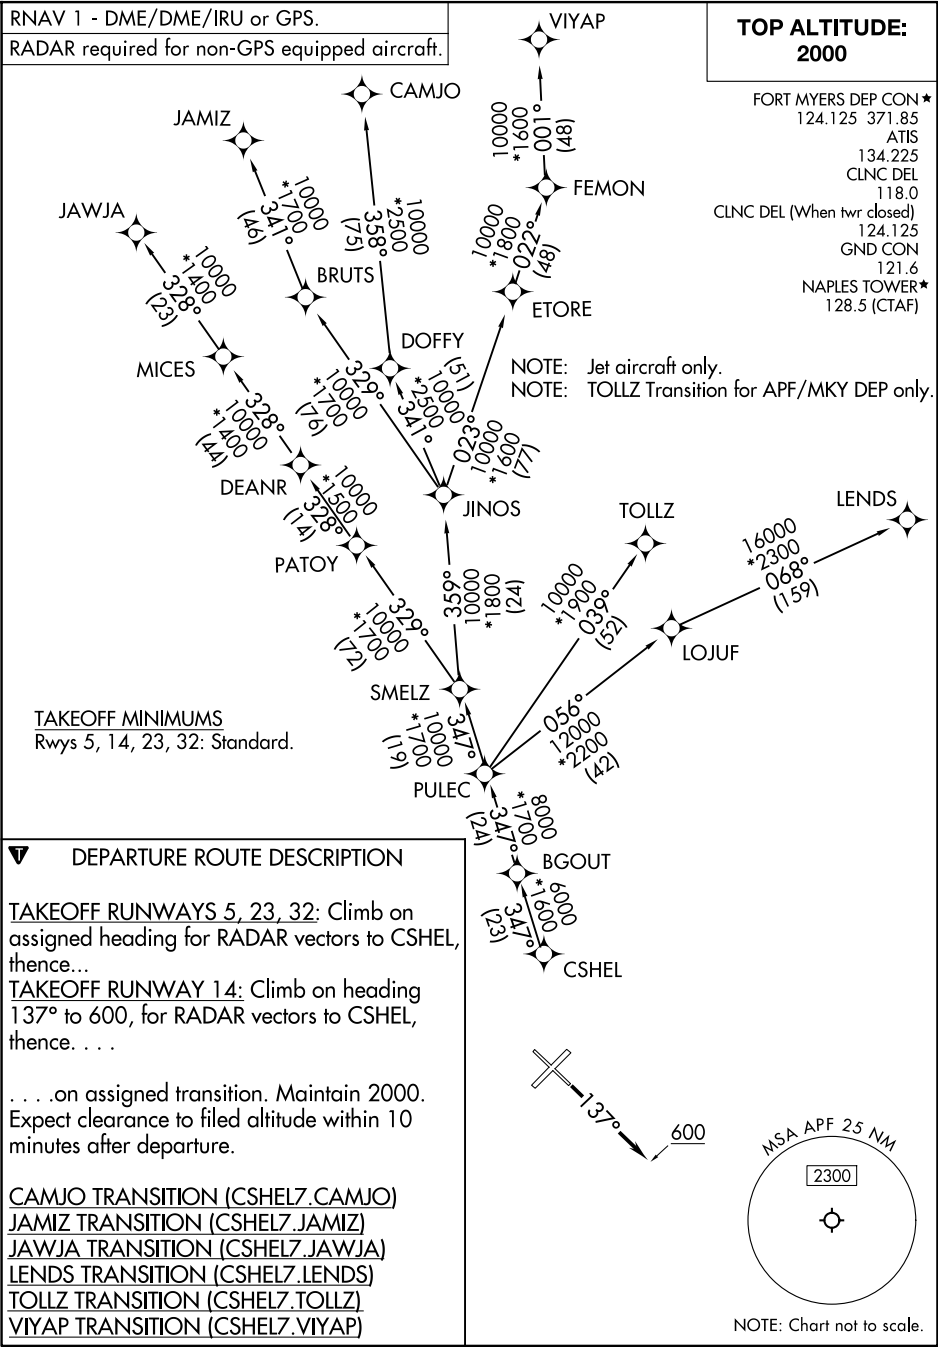 RNAV 1 - DME/DME/IRU or GPS.
RADAR required for non-GPS equipped aircraft.
TOP ALTITUDE:
2000
FORT MYERS DEP CON ★
124.125 371.85
ATIS
134.225
CLNC DEL
118.0
CLNC DEL (When twr closed)
124.125
GND CON
121.6
NAPLES TOWER★
128.5 (CTAF)
VIYAP
10000
*1600
001°
(48)
FEMON
10000
*1800
022°
(48)
ETORE
CAMJO
10000
*2500
358°
(75)
DOFFY
JAMIZ
10000
*1700
341°
(46)
BRUTS
JAWJA
10000
*1400
328°
(23)
MICES
328°
10000
*1400
(44)
DEANR
10000
*1500
328°
(14)
PATOY
329°
10000
*1700
(76)
(51)
10000
*2500
341°
023°
10000
*1600
(77)
JINOS
NOTE: Jet aircraft only.
NOTE: TOLLZ Transition for APF/MKY DEP only.
TOLLZ
10000
*1900
039°
(52)
LENDS
16000
*2300
068°
(159)
LOJUF
056°
12000
*2200
(42)
359°
10000
*1800
(24)
329°
10000
*1700
(72)
SMELZ
347°
10000
*1700
(19)
PULEC
8000
*1700
347°
(24)
BGOUT
6000
*1600
347°
(23)
CSHEL
TAKEOFF MINIMUMS
Rwys 5, 14, 23, 32: Standard.
T DEPARTURE ROUTE DESCRIPTION
TAKEOFF RUNWAYS 5, 23, 32: Climb on
assigned heading for RADAR vectors to CSHEL,
thence...
TAKEOFF RUNWAY 14: Climb on heading
137° to 600, for RADAR vectors to CSHEL,
thence. . . .
. . . .on assigned transition. Maintain 2000.
Expect clearance to filed altitude within 10
minutes after departure.
CAMJO TRANSITION (CSHEL7.CAMJO)
JAMIZ TRANSITION (CSHEL7.JAMIZ)
JAWJA TRANSITION (CSHEL7.JAWJA)
LENDS TRANSITION (CSHEL7.LENDS)
TOLLZ TRANSITION (CSHEL7.TOLLZ)
VIYAP TRANSITION (CSHEL7.VIYAP)
137°
600
MSA APF 25 NM
2300
NOTE: Chart not to scale.